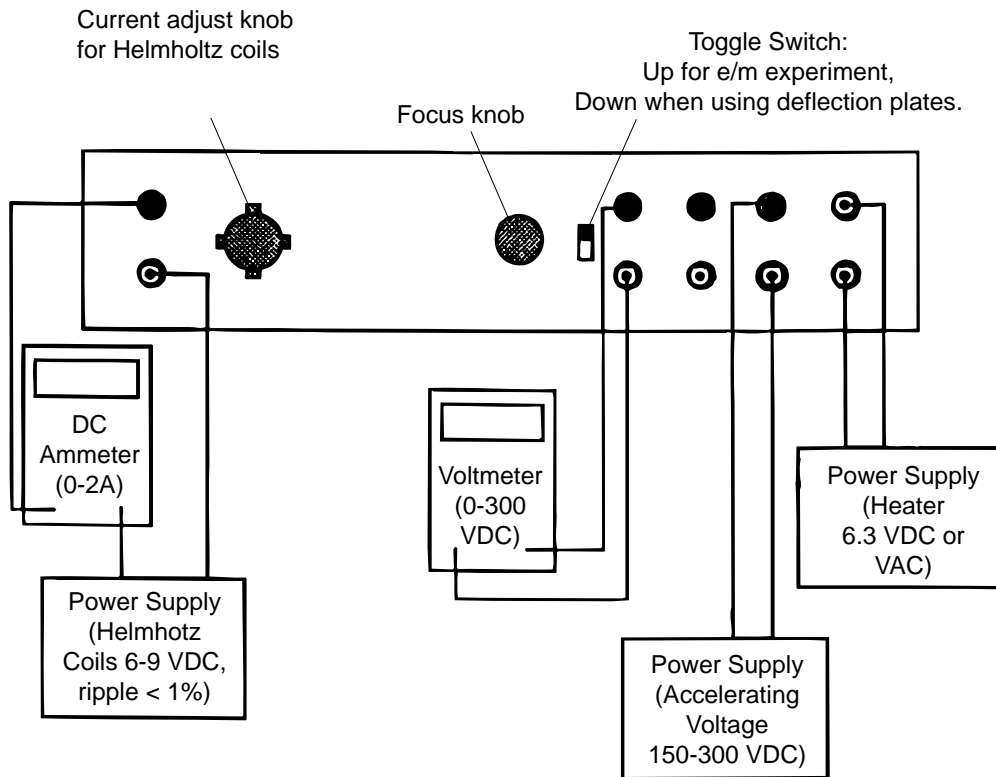 Current adjust knob
for Helmholtz coils
Toggle Switch:
Up for e/m experiment,
Down when using deflection plates.
Focus knob
DC
Ammeter
(0-2A)
Voltmeter
(0-300
VDC)
Power Supply
(Heater
6.3 VDC or
VAC)
Power Supply
(Helmhotz
Coils 6-9 VDC,
ripple < 1%)
Power Supply
(Accelerating
Voltage
150-300 VDC)